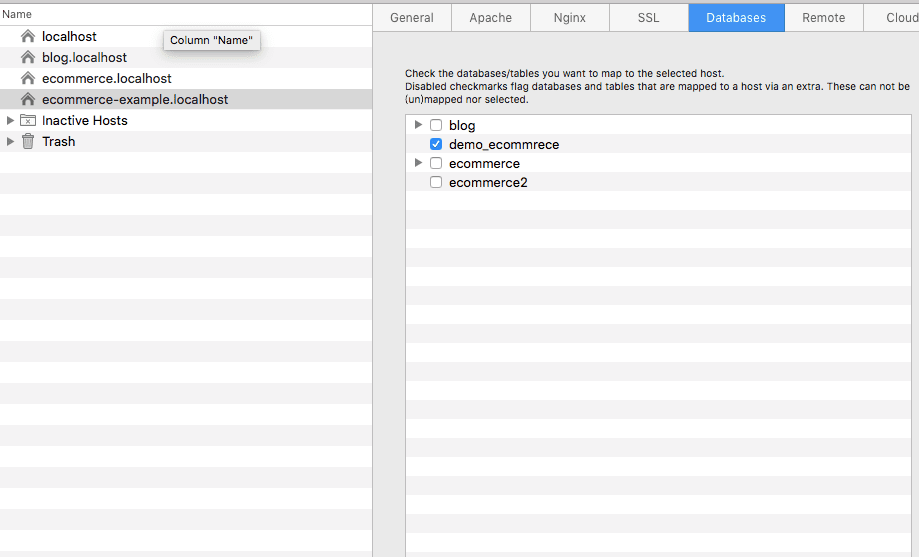 Name
localhost
Column "Name"
blog.localhost
ecommerce.localhost
ecommerce-example.localhost
Inactive Hosts
Trash
General Apache Nginx SSL Databases Remote Cloud
Check the databases/tables you want to map to the selected host.
Disabled checkmarks flag databases and tables that are mapped to a host via an extra. These can not be
(un)mapped nor selected.
blog
demo_ecommrece
ecommerce
ecommerce2